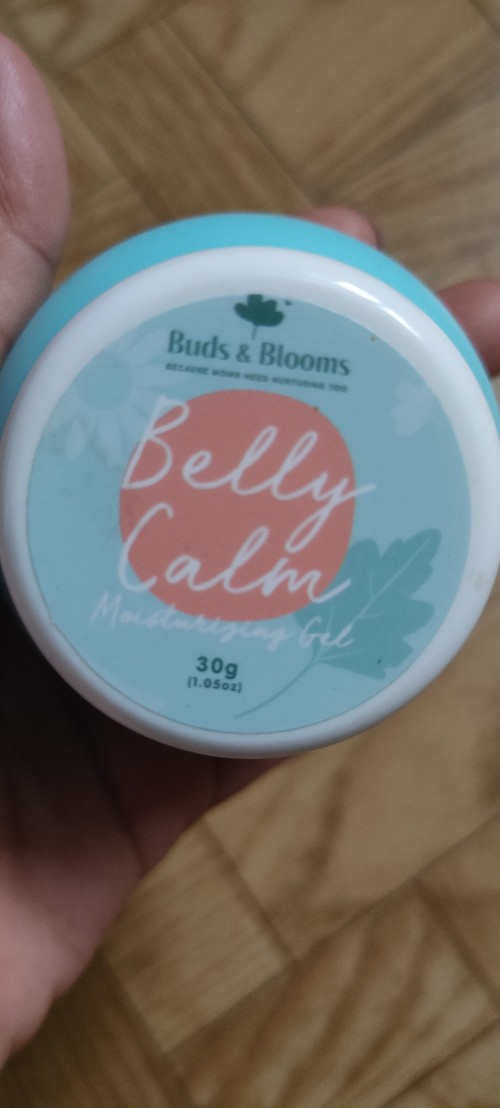 Buds & Blooms
BECAUSE MOMS NEED NURTURING TOO
Belly
Calm
Moisturizing Gel
30g
(1.05oz)